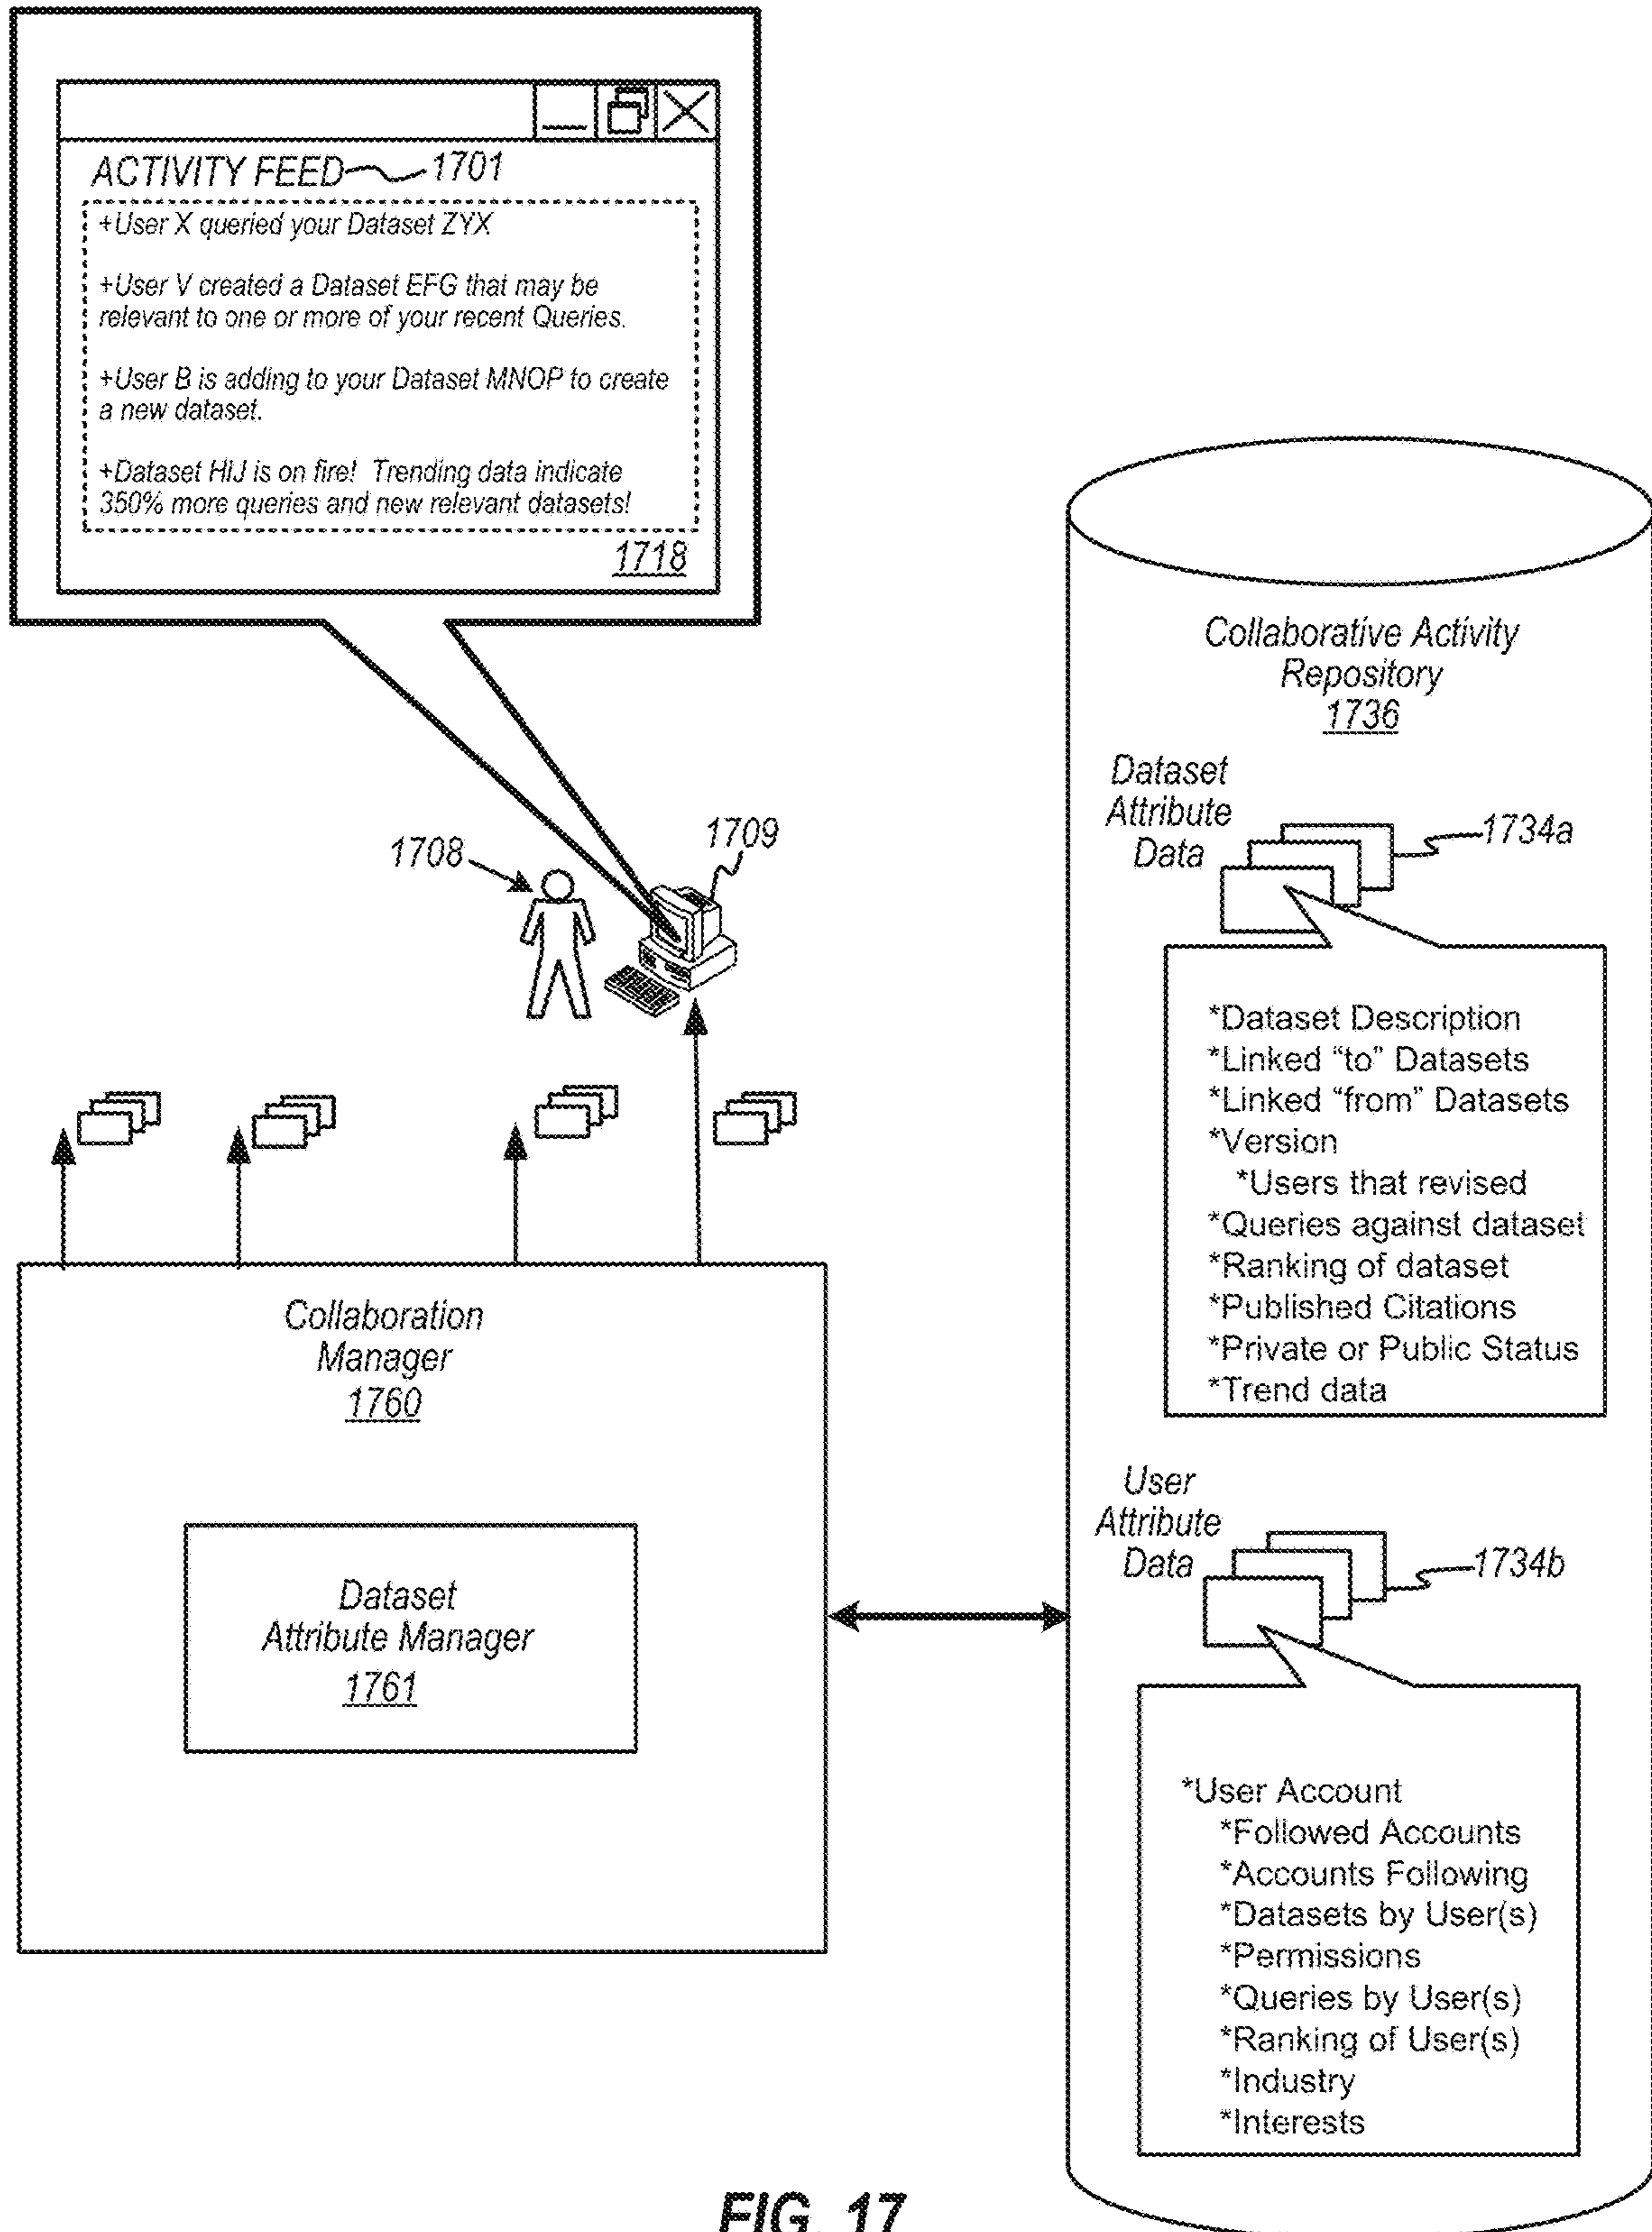 ACTIVITY FEED 1701
+User X queried your Dataset ZYX
+User V created a Dataset EFG that may be
relevant to one or more of your recent Queries.
+User B is adding to your Dataset MNOP to create
a new dataset.
+Dataset HIJ is on fire! Trending data indicate
350% more queries and new relevant datasets!
1718
1708
1709
Collaboration
Manager
1760
Dataset
Attribute Manager
1761
Collaborative Activity
Repository
1736
Dataset
Attribute
Data
1734a
*Dataset Description
*Linked “to” Datasets
*Linked “from” Datasets
*Version
*Users that revised
*Queries against dataset
*Ranking of dataset
*Published Citations
*Private or Public Status
*Trend data
User
Attribute
Data
1734b
*User Account
*Followed Accounts
*Accounts Following
*Datasets by User(s)
*Permissions
*Queries by User(s)
*Ranking of User(s)
*Industry
*Interests
FIG. 17